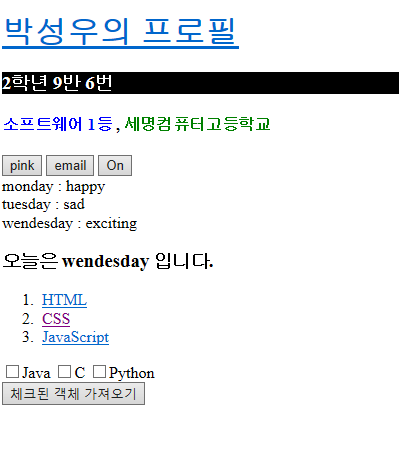 박성우의 프로필
2학년 9반 6번
소프트웨어 1등 , 세명컴퓨터고등학교
pink email On
monday : happy
tuesday : sad
wendesday : exciting
오늘은 wendesday 입니다.
1. HTML
2. CSS
3. JavaScript
Java C Python
체크된 객체 가져오기